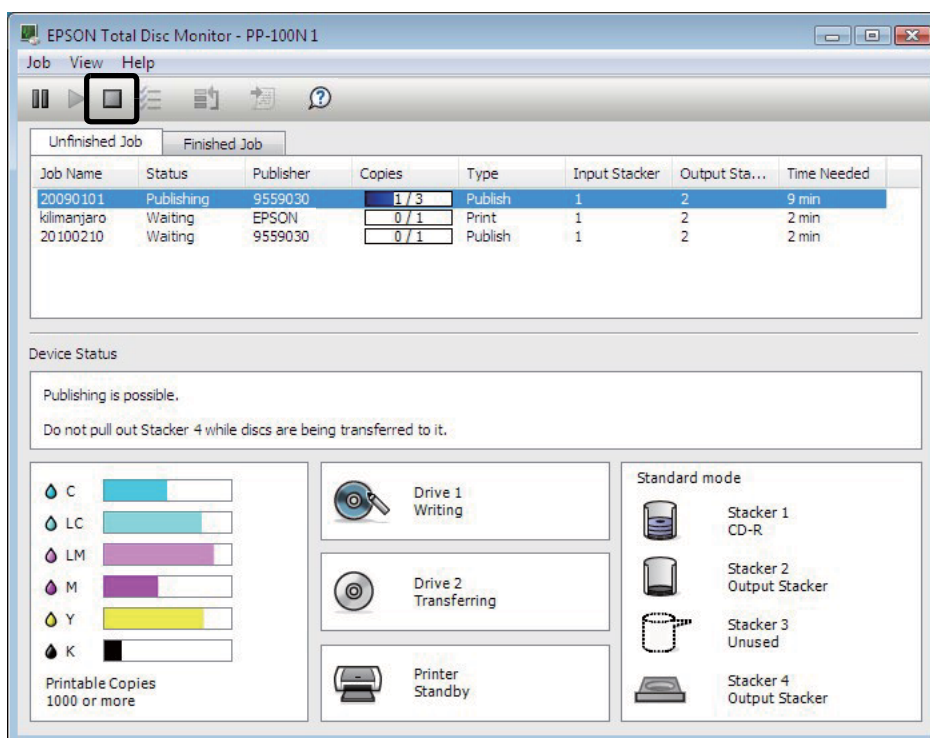 EPSON Total Disc Monitor - PP-100N 1
Job View Help
Unfinished Job Finished Job
Job Name Status Publisher Copies Type Input Stacker Output Sta... Time Needed
20090101 Publishing 9559030 1 / 3 Publish 1 2 9 min
kilimanjaro Waiting EPSON 0 / 1 Print 1 2 2 min
20100210 Waiting 9559030 0 / 1 Publish 1 2 2 min
Device Status
Publishing is possible.
Do not pull out Stacker 4 while discs are being transferred to it.
C
LC
LM
M
Y
K
Printable Copies
1000 or more
Drive 1
Writing
Drive 2
Transferring
Printer
Standby
Standard mode
Stacker 1
CD-R
Stacker 2
Output Stacker
Stacker 3
Unused
Stacker 4
Output Stacker